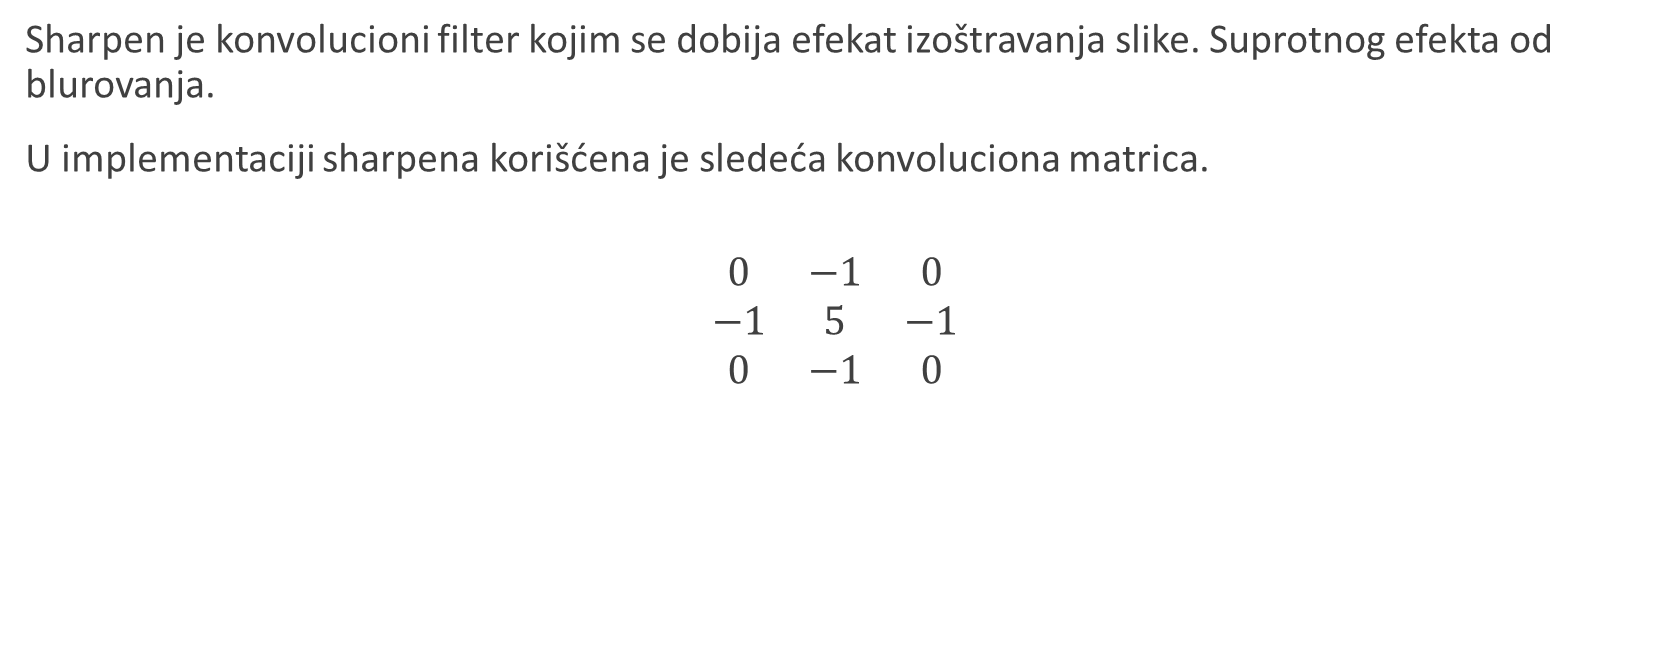 Sharpen je konvolucioni filter kojim se dobija efekat izoštravanja slike. Suprotnog efekta od
blurovanja.
U implementaciji sharpena korišćena je sledeća konvoluciona matrica.
0 −1 0
−1 5 −1
0 −1 0